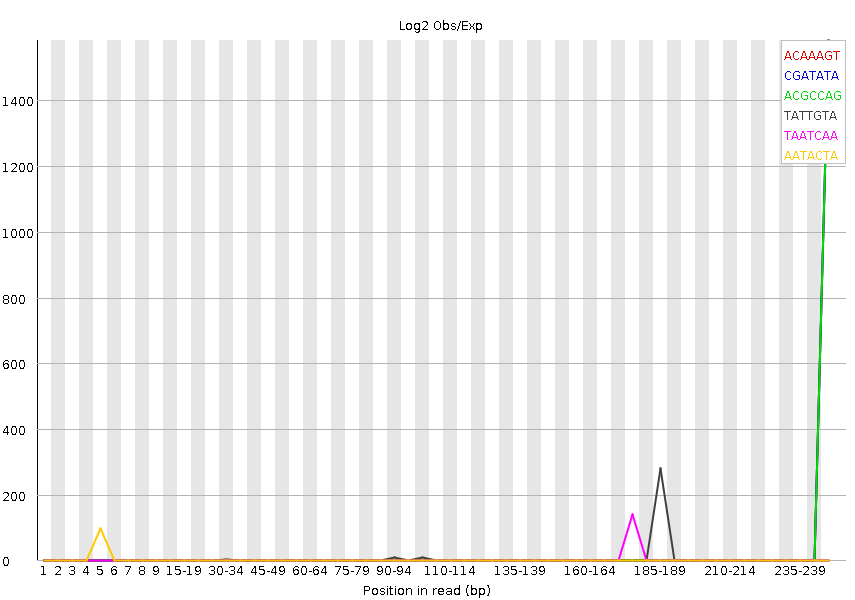 Log2 Obs/Exp
ACAAAGT
CGATATA
ACGCCAG
TATTGTA
TAATCAA
AATACTA
1400
1200
1000
800
600
400
200
0
1 2 3 4 5 6 7 8 9 15-19 30-34 45-49 60-64 75-79 90-94 110-114 135-139 160-164 185-189 210-214 235-239
Position in read (bp)